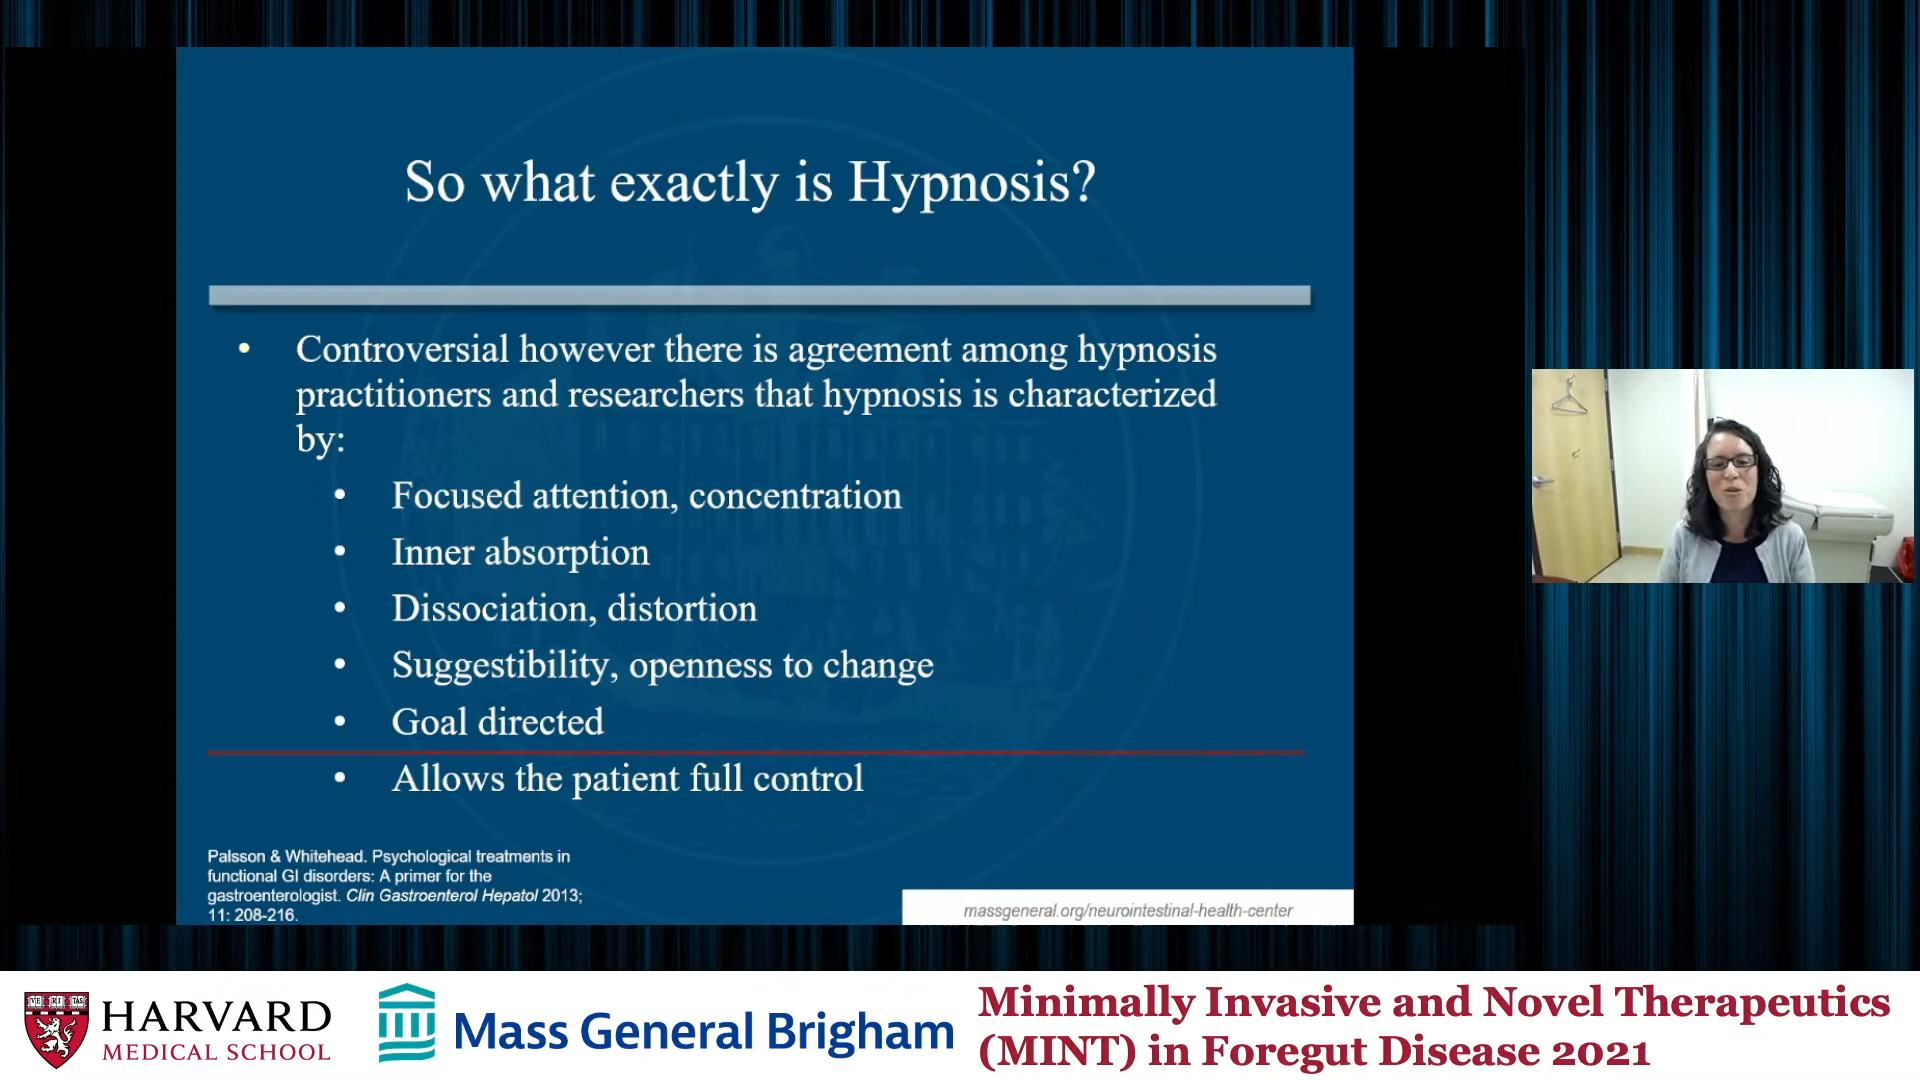 So what exactly is Hypnosis?
• Controversial however there is agreement among hypnosis
practitioners and researchers that hypnosis is characterized
by:
• Focused attention, concentration
• Inner absorption
• Dissociation, distortion
• Suggestibility, openness to change
• Goal directed
• Allows the patient full control
Palsson & Whitehead. Psychological treatments in
functional GI disorders: A primer for the
gastroenterologist. Clin Gastroenterol Hepatol 2013;
11: 208-216.
massgeneral.org/neurointestinal-health-center
VE RI TAS
HARVARD
MEDICAL SCHOOL
Mass General Brigham
Minimally Invasive and Novel Therapeutics
(MINT) in Foregut Disease 2021